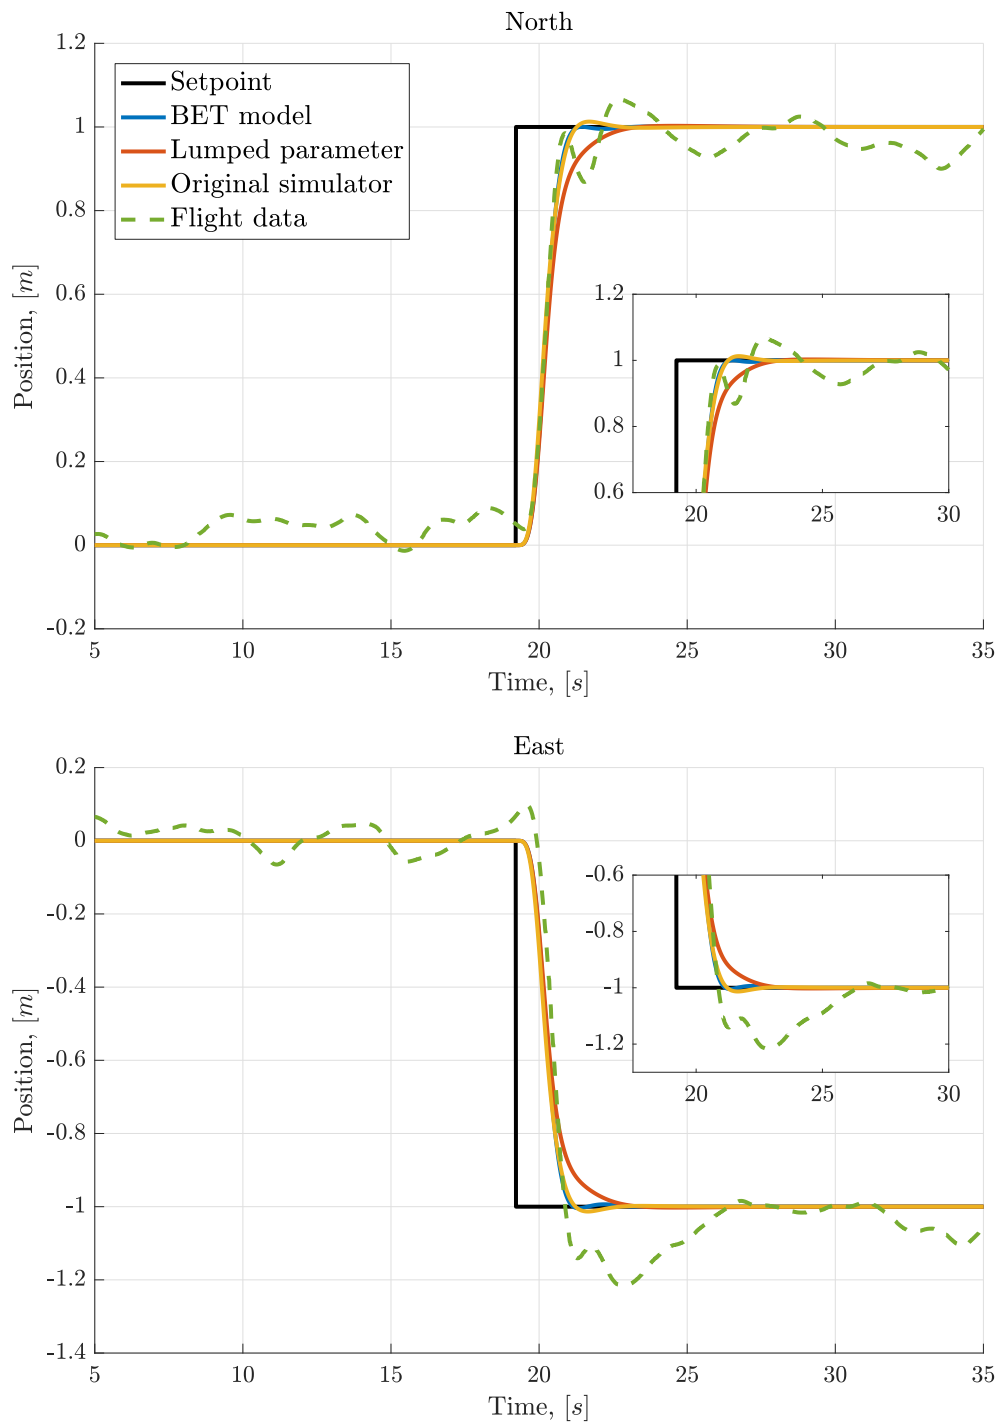 North
1.2
1
0.8
0.6
0.4
0.2
0
-0.2
Position, [m]
Setpoint
BET model
Lumped parameter
Original simulator
Flight data
1.2
1
0.8
0.6
20 25 30
5 10 15 20 25 30 35
Time, [s]
East
0.2
0
-0.2
-0.4
-0.6
-0.8
-1
-1.2
-1.4
Position, [m]
-0.6
-0.8
-1
-1.2
20 25 30
5 10 15 20 25 30 35
Time, [s]